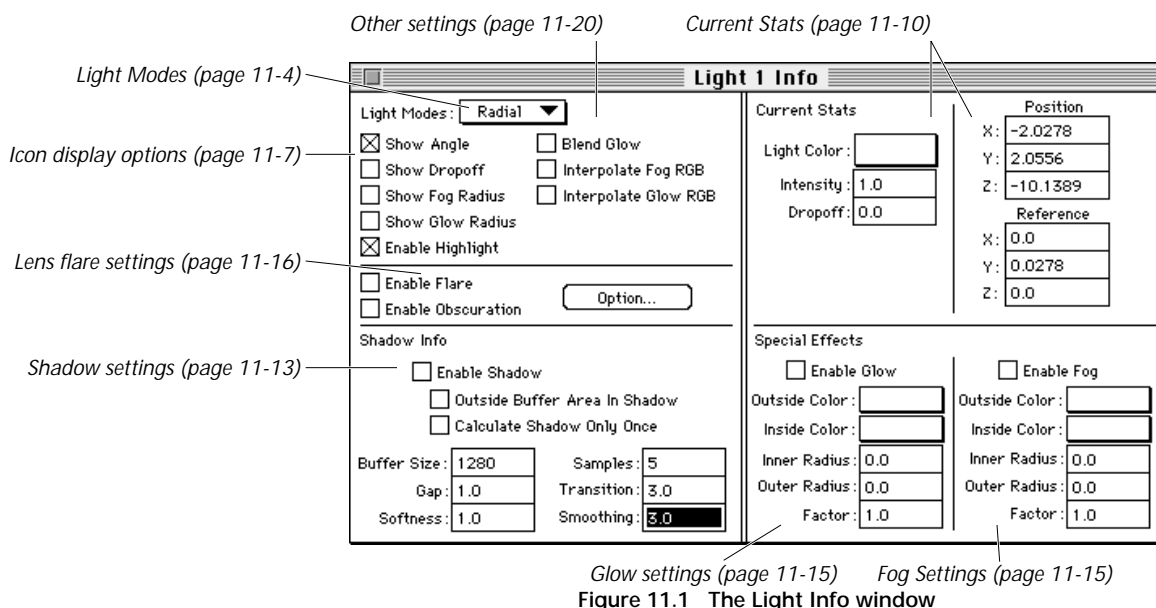 Other settings (page 11-20)
Current Stats (page 11-10)
Light Modes (page 11-4)
Icon display options (page 11-7)
Lens flare settings (page 11-16)
Shadow settings (page 11-13)
Light 1 Info
Light Modes: Radial
Show Angle
Blend Glow
Show Dropoff
Interpolate Fog RGB
Show Fog Radius
Interpolate Glow RGB
Show Glow Radius
Enable Highlight
Enable Flare
Enable Obscuration
Option...
Shadow Info
Enable Shadow
Outside Buffer Area In Shadow
Calculate Shadow Only Once
Buffer Size: 1280
Samples: 5
Gap: 1.0
Transition: 3.0
Softness: 1.0
Smoothing: 3.0
Current Stats
Light Color:
Intensity: 1.0
Dropoff: 0.0
Position
X: -2.0278
Y: 2.0556
Z: -10.1389
Reference
X: 0.0
Y: 0.0278
Z: 0.0
Special Effects
Enable Glow
Outside Color:
Inside Color:
Inner Radius: 0.0
Outer Radius: 0.0
Factor: 1.0
Enable Fog
Outside Color:
Inside Color:
Inner Radius: 0.0
Outer Radius: 0.0
Factor: 1.0
Glow settings (page 11-15)
Fog Settings (page 11-15)
Figure 11.1 The Light Info window